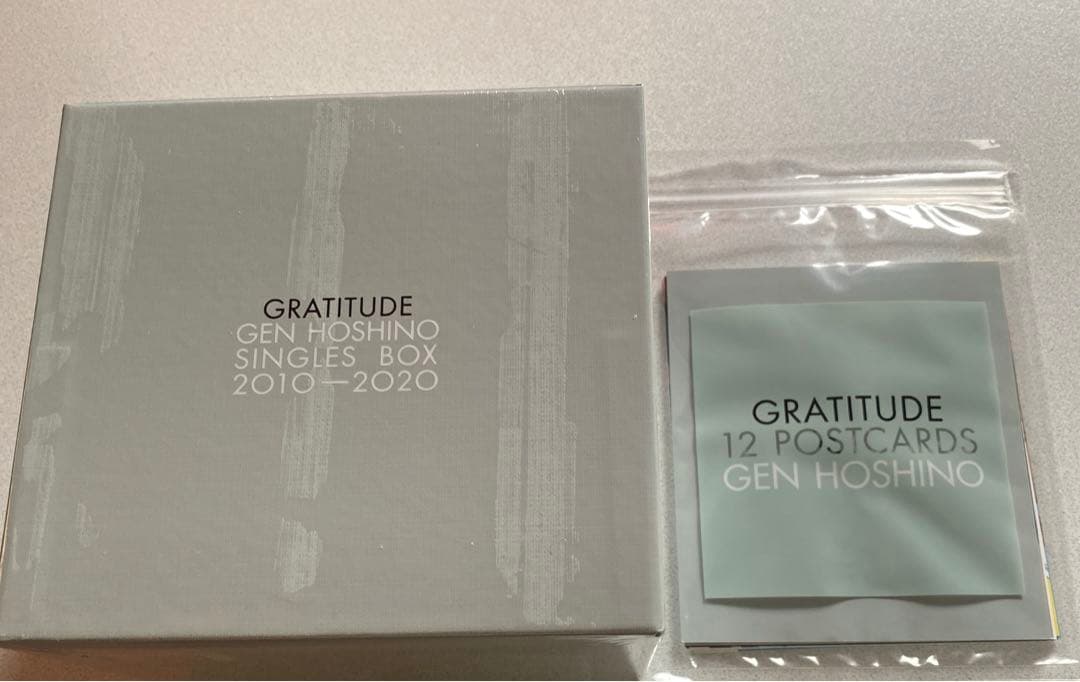 GRATITUDE
GEN HOSHINO
SINGLES BOX
2010—2020
GRATITUDE
12 POSTCARDS
GEN HOSHINO